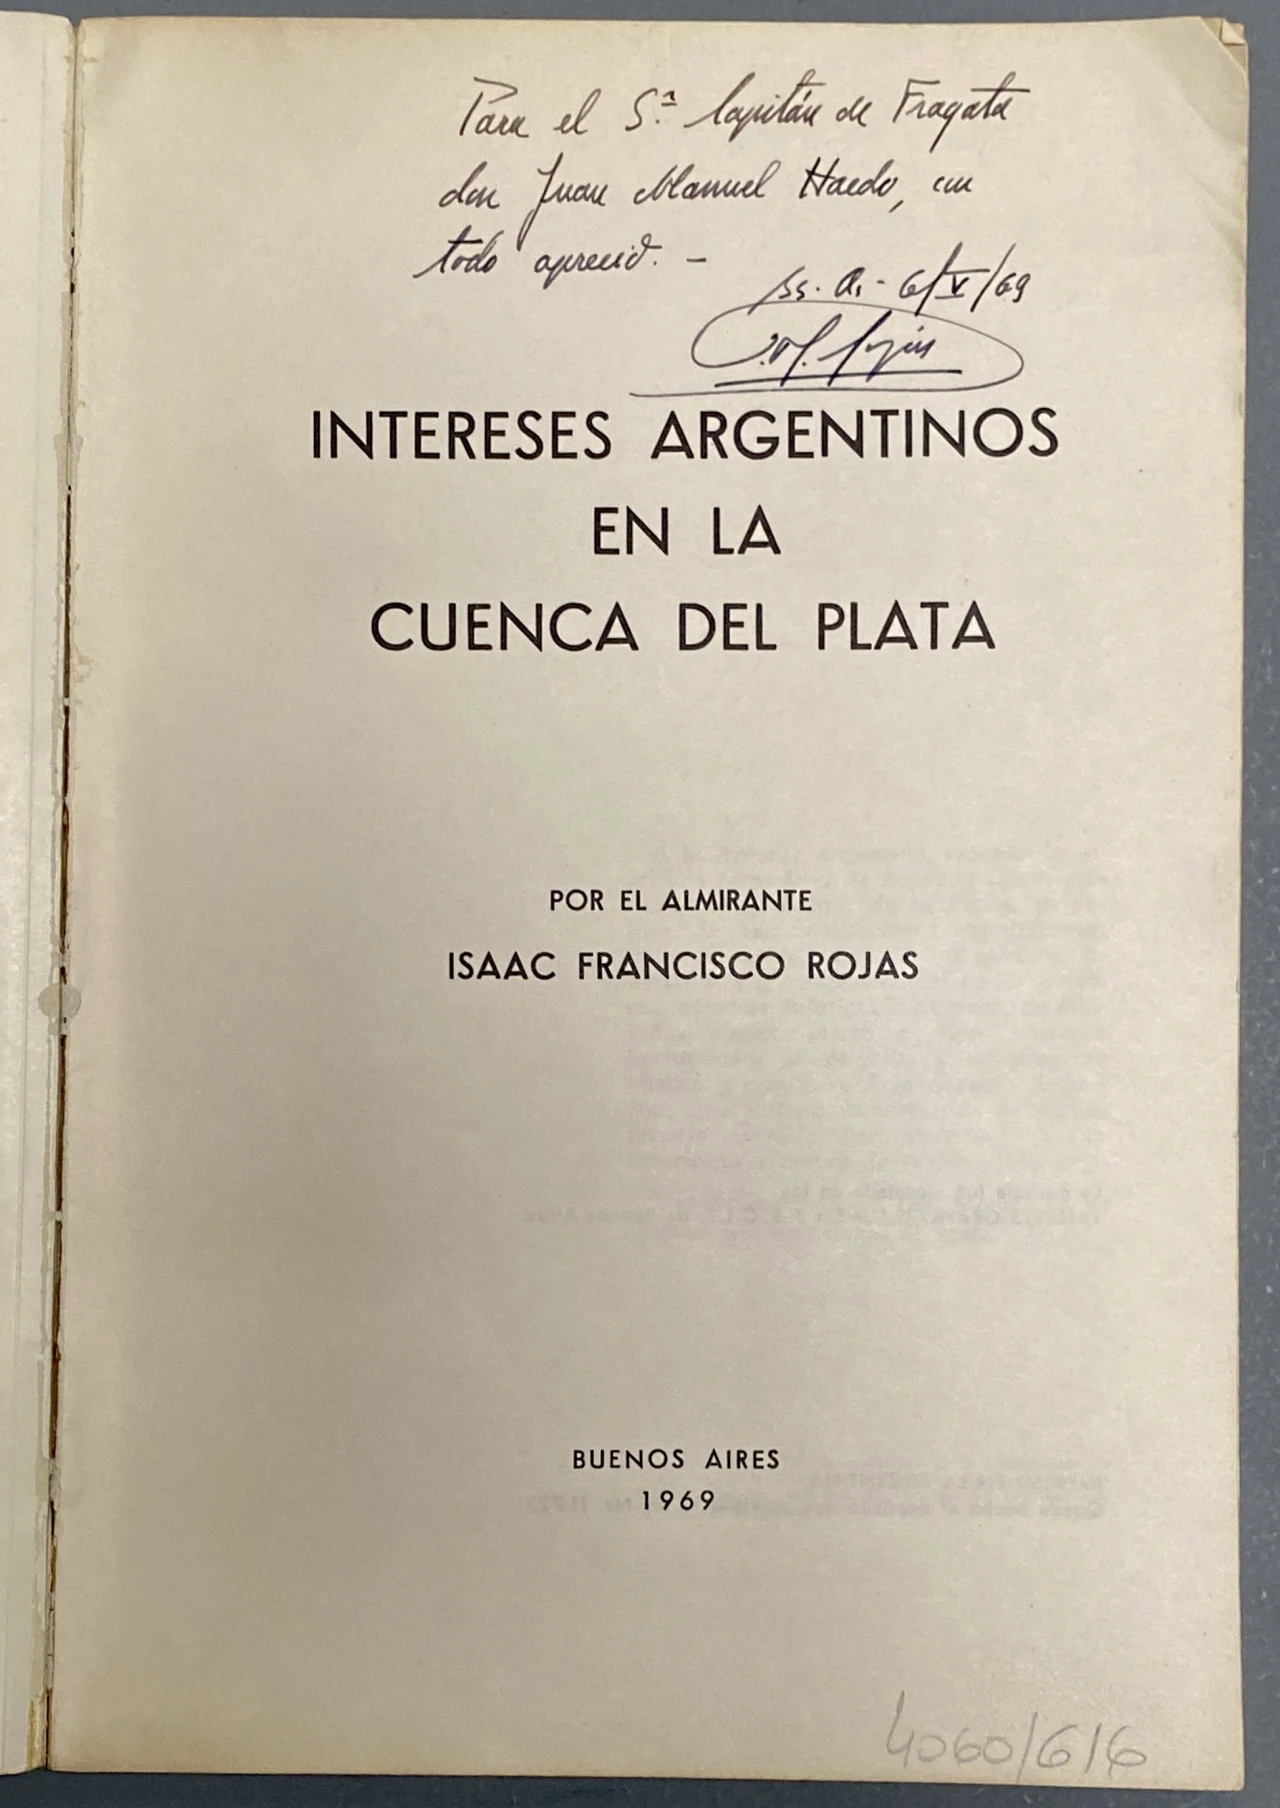 Para el Sr. Capitán de Fragata
don Juan Manuel Haedo, con
todo aprecio. -
Bs. As. - 6/V/69
INTERESES ARGENTINOS
EN LA
CUENCA DEL PLATA
POR EL ALMIRANTE
ISAAC FRANCISCO ROJAS
BUENOS AIRES
1969
4060/616